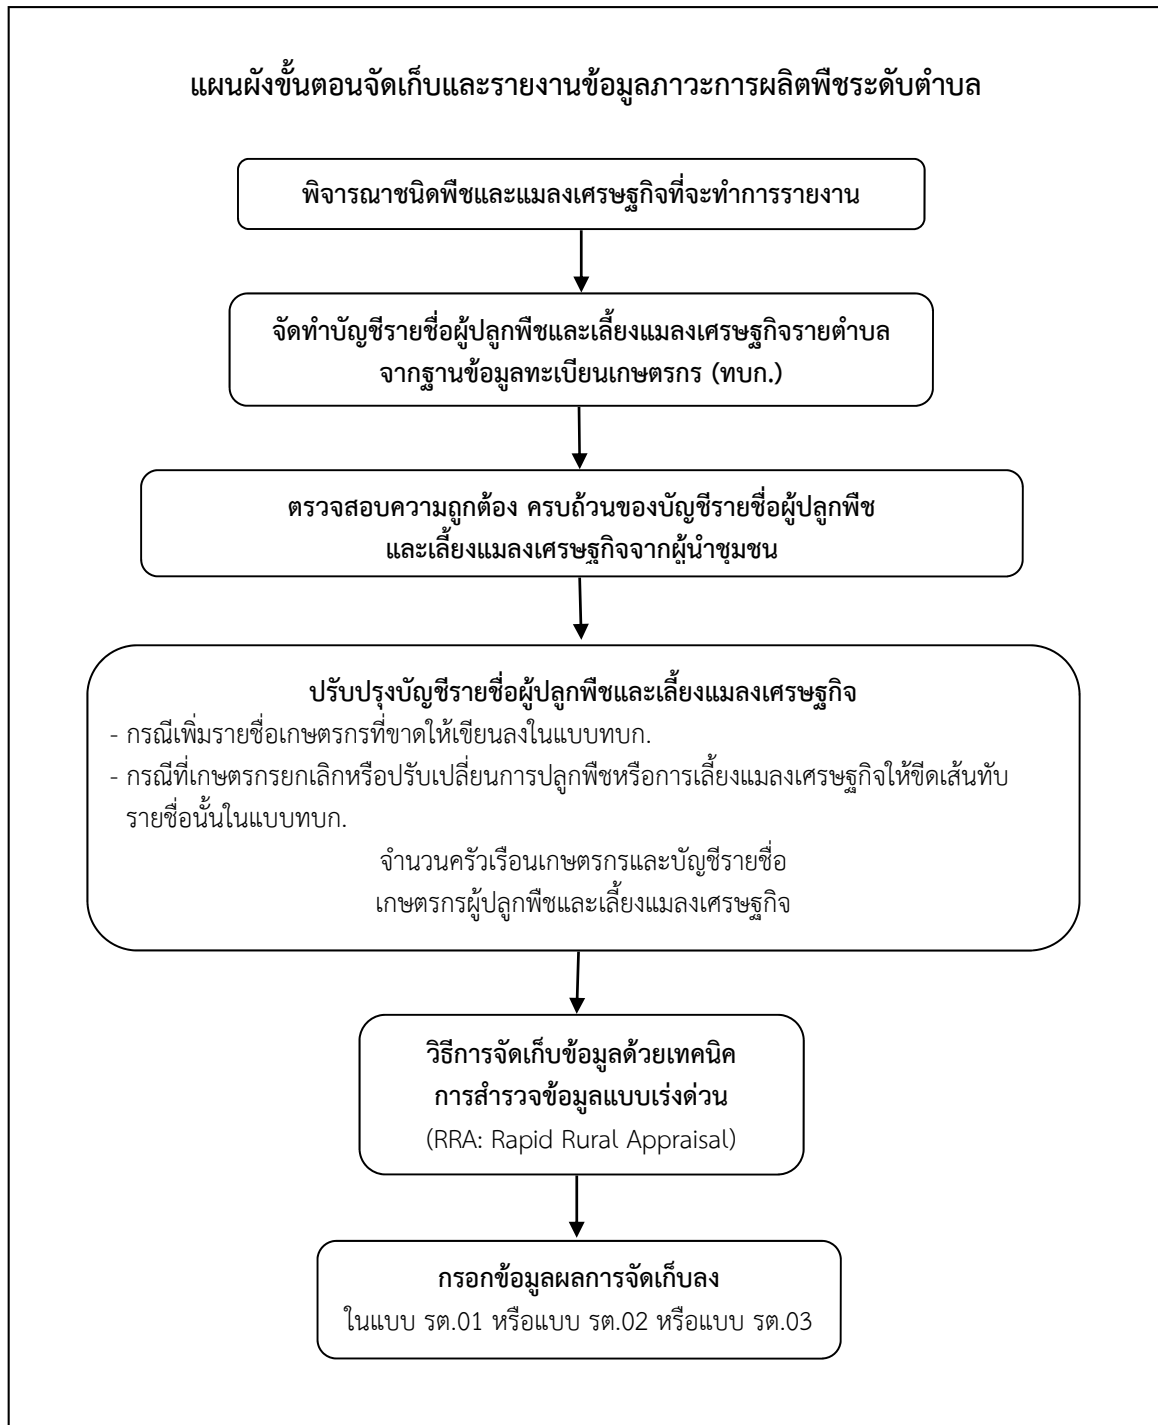 แผนผังขั้นตอนจัดเก็บและรายงานข้อมูลภาวะการผลิตพืชระดับตำบล
พิจารณาชนิดพืชและแมลงเศรษฐกิจที่จะทำการรายงาน
จัดทำบัญชีรายชื่อผู้ปลูกพืชและเลี้ยงแมลงเศรษฐกิจรายตำบล
จากฐานข้อมูลทะเบียนเกษตรกร (ทบก.)
ตรวจสอบความถูกต้อง ครบถ้วนของบัญชีรายชื่อผู้ปลูกพืช
และเลี้ยงแมลงเศรษฐกิจจากผู้นำชุมชน
ปรับปรุงบัญชีรายชื่อผู้ปลูกพืชและเลี้ยงแมลงเศรษฐกิจ
- กรณีเพิ่มรายชื่อเกษตรกรที่ขาดให้เขียนลงในแบบทบก.
- กรณีที่เกษตรกรยกเลิกหรือปรับเปลี่ยนการปลูกพืชหรือการเลี้ยงแมลงเศรษฐกิจให้ขีดเส้นทับ
รายชื่อนั้นในแบบทบก.
จำนวนครัวเรือนเกษตรกรและบัญชีรายชื่อ
เกษตรกรผู้ปลูกพืชและเลี้ยงแมลงเศรษฐกิจ
วิธีการจัดเก็บข้อมูลด้วยเทคนิค
การสำรวจข้อมูลแบบเร่งด่วน
(RRA: Rapid Rural Appraisal)
กรอกข้อมูลผลการจัดเก็บลง
ในแบบ รต.01 หรือแบบ รต.02 หรือแบบ รต.03